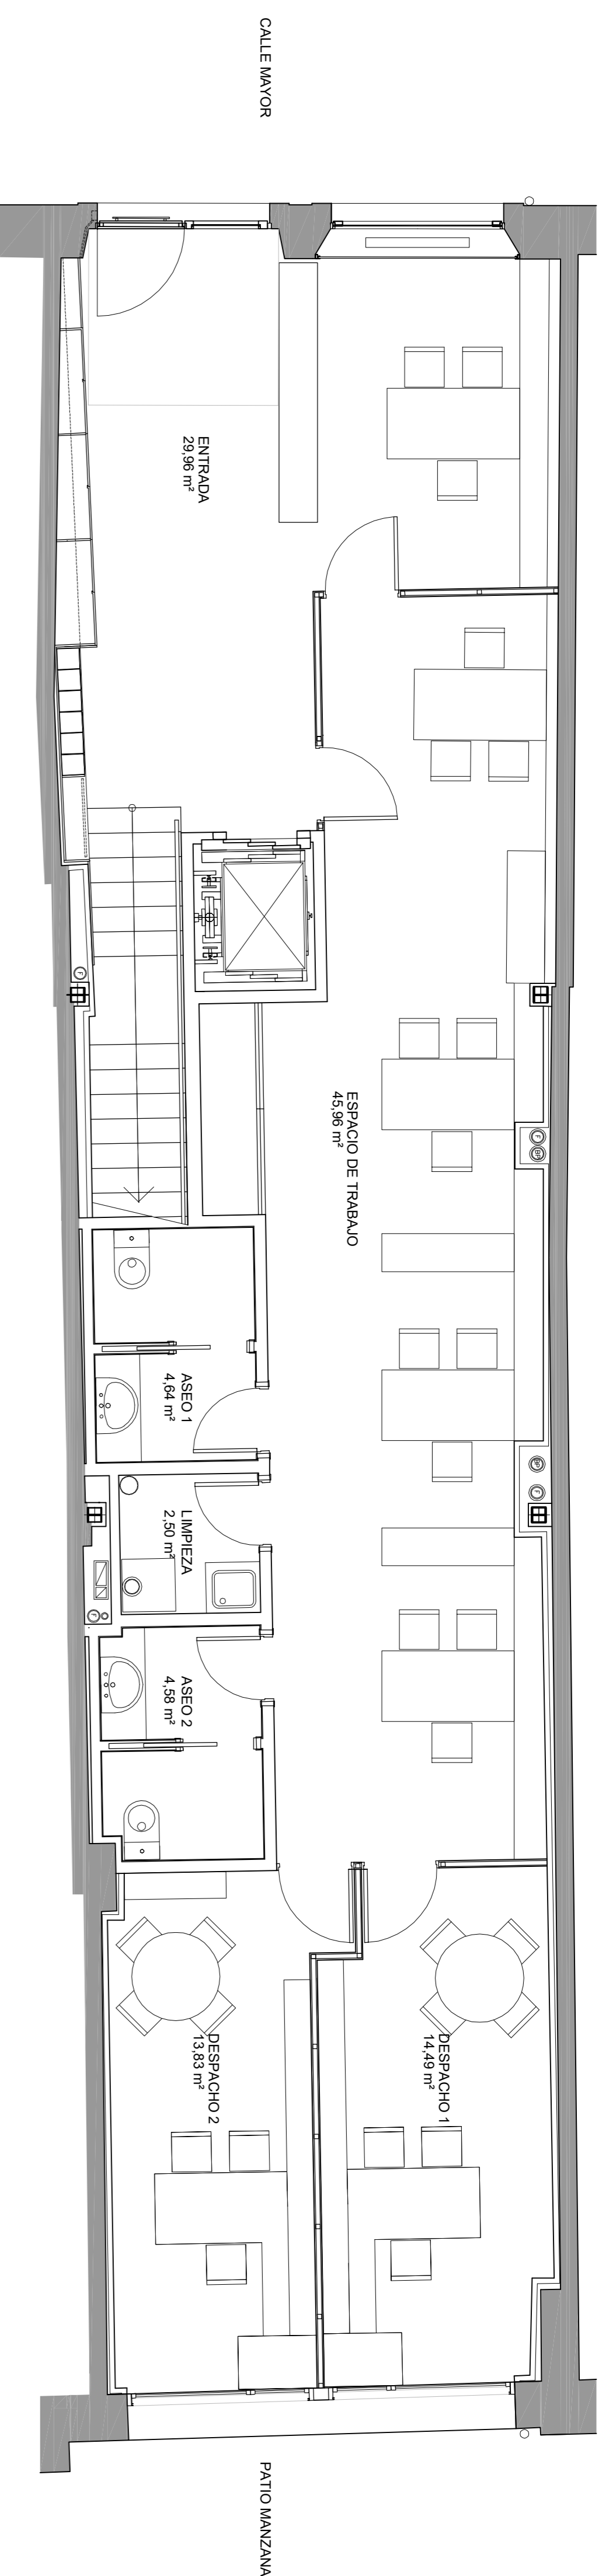 CALLE MAYOR
ENTRADA
29,96 m²
ESPACIO DE TRABAJO
45,96 m²
F
F
BP
ASEO 1
4,64 m²
BP
F
LIMPIEZA
2,50 m²
F
ASEO 2
4,58 m²
DESPACHO 1
14,49 m²
DESPACHO 2
13,83 m²
PATIO MANZANA